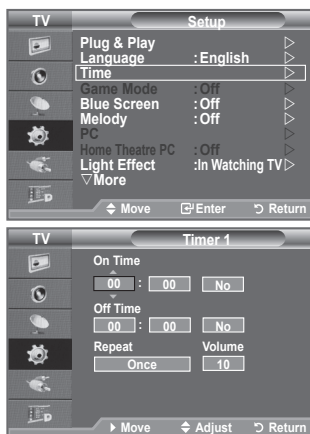 TV Setup
Plug & Play
Language : English
Time
Game Mode : Off
Blue Screen : Off
Melody : Off
PC
Home Theatre PC : Off
Light Effect :In Watching TV
▽More
Move Enter Return
TV Timer 1
On Time
00 : 00 No
Off Time
00 : 00 No
Repeat Volume
Once 10
Move Adjust Return